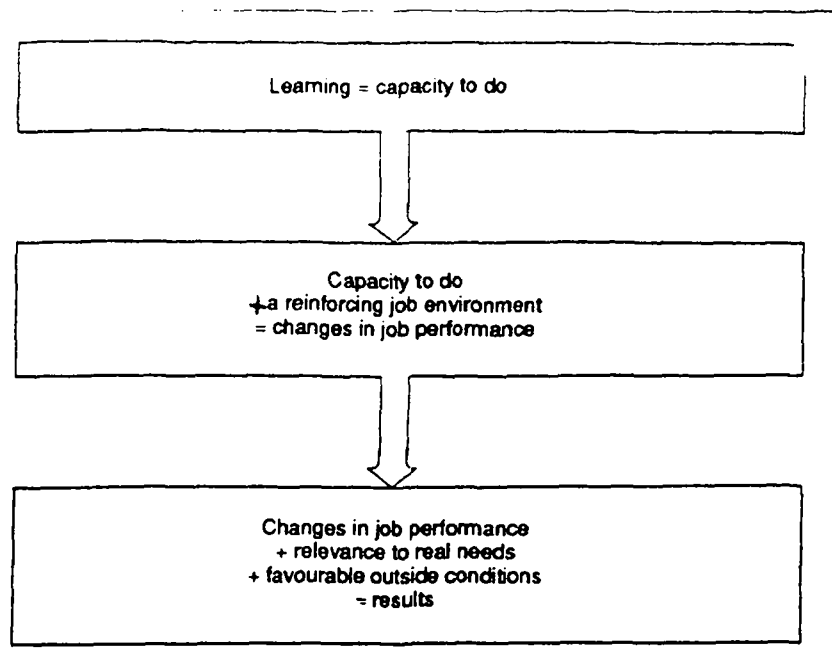 Learning = capacity to do
Capacity to do
+a reinforcing job environment
= changes in job performance
Changes in job performance
+ relevance to real needs
+ favourable outside conditions
= results